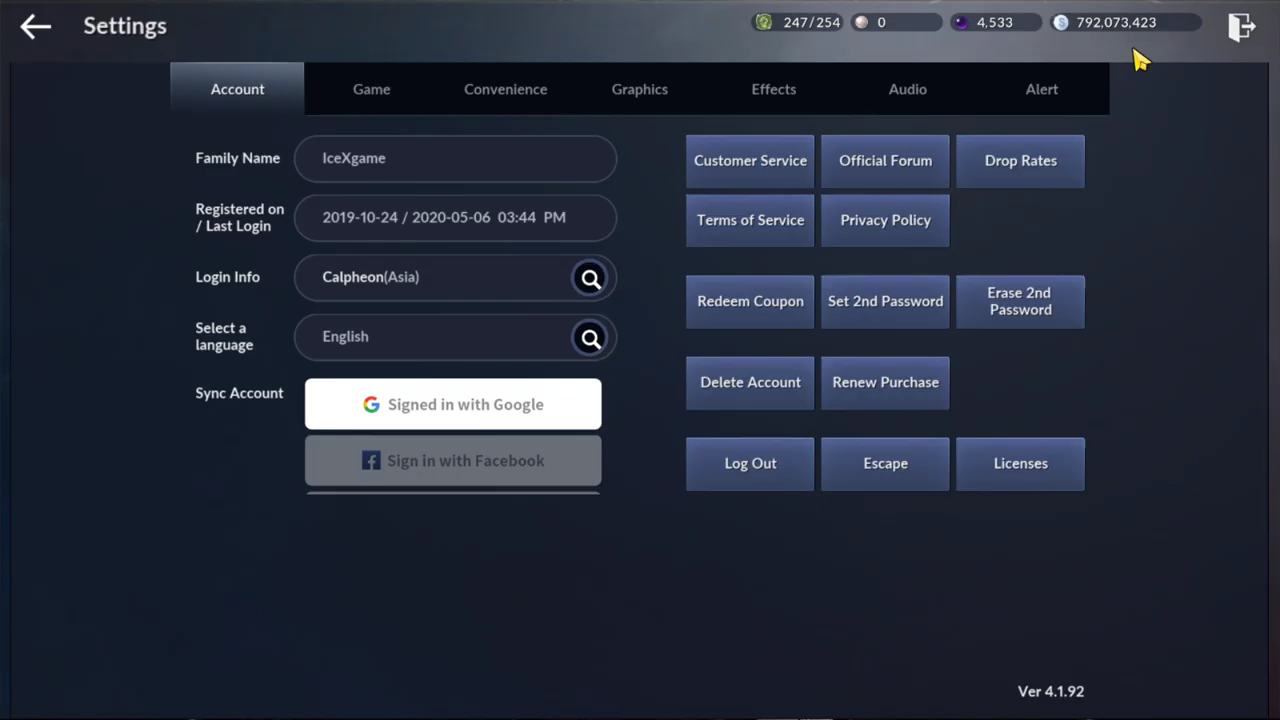 Settings
247/254
0
4,533
792,073,423
Account
Game
Convenience
Graphics
Effects
Audio
Alert
Family Name
IceXgame
Registered on
/ Last Login
2019-10-24 / 2020-05-06 03:44 PM
Login Info
Calpheon(Asia)
Select a
language
English
Sync Account
Signed in with Google
Sign in with Facebook
Customer Service
Official Forum
Drop Rates
Terms of Service
Privacy Policy
Redeem Coupon
Set 2nd Password
Erase 2nd
Password
Delete Account
Renew Purchase
Log Out
Escape
Licenses
Ver 4.1.92